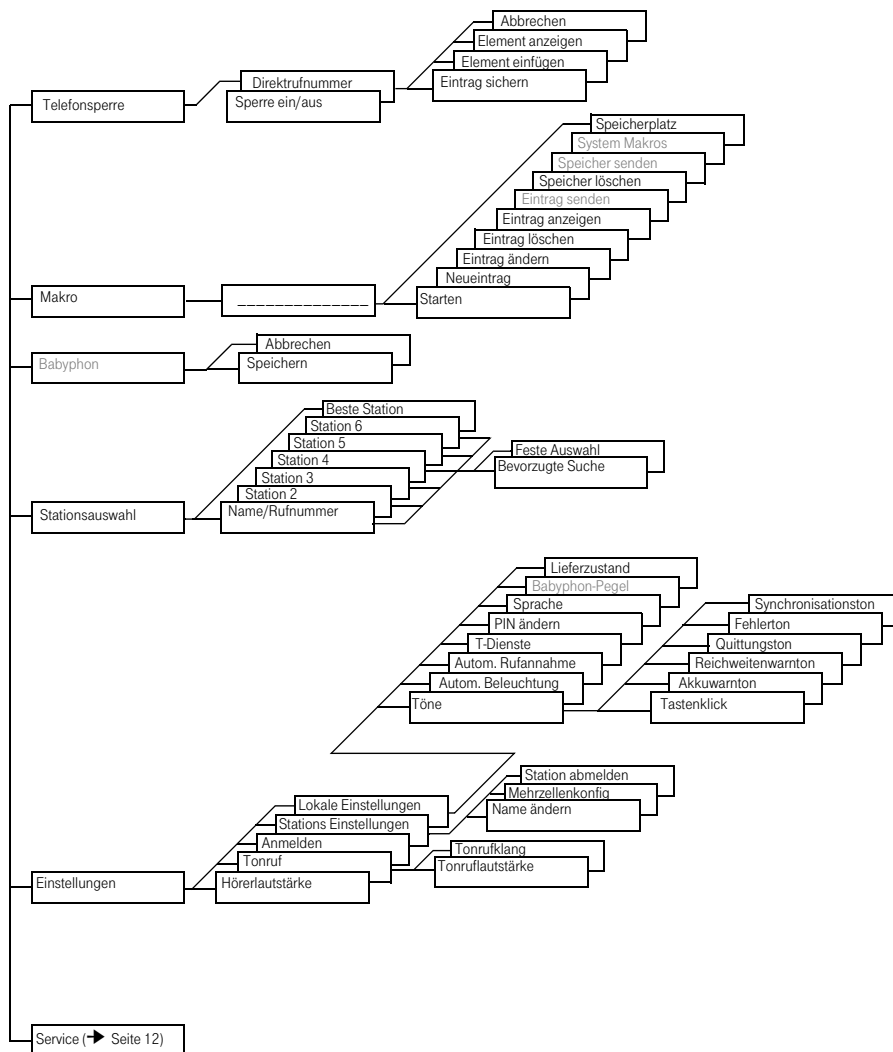 Abbrechen
Element anzeigen
Element einfügen
Eintrag sichern
Direktrufnummer
Sperre ein/aus
Telefonsperre
Speicherplatz
System Makros
Speicher senden
Speicher löschen
Eintrag senden
Eintrag anzeigen
Eintrag löschen
Eintrag ändern
Neueintrag
Starten
Makro
_ _ _ _ _ _ _ _ _ _ _ _ _ _
Abbrechen
Speichern
Babyphon
Beste Station
Station 6
Station 5
Station 4
Station 3
Station 2
Name/Rufnummer
Feste Auswahl
Bevorzugte Suche
Stationsauswahl
Lieferzustand
Babyphon-Pegel
Sprache
PIN ändern
T-Dienste
Autom. Rufannahme
Autom. Beleuchtung
Töne
Synchronisationston
Fehlerton
Quittungston
Reichweitenwarnton
Akkuwarnton
Tastenklick
Station abmelden
Mehrzellenkonfig
Name ändern
Lokale Einstellungen
Stations Einstellungen
Anmelden
Tonruf
Hörerlautstärke
Tonrufklang
Tonruflautstärke
Einstellungen
Service (➔ Seite 12)